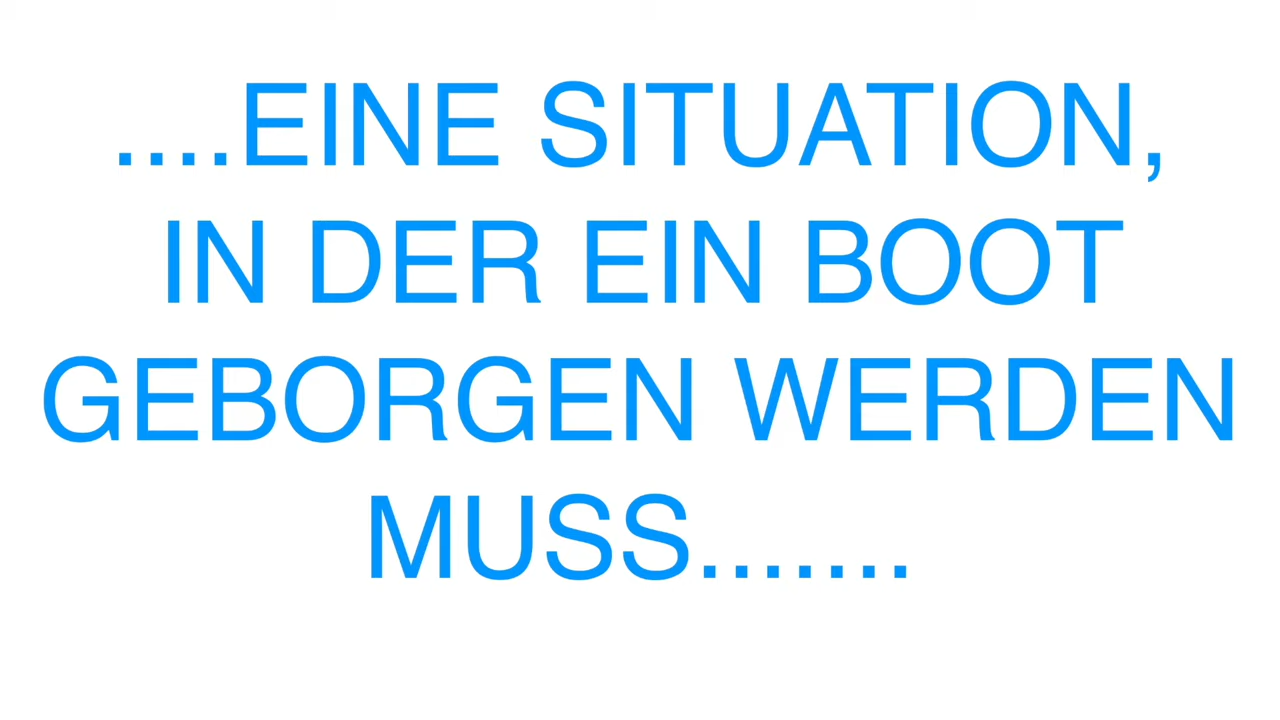 ....EINE SITUATION,
IN DER EIN BOOT
GEBORGEN WERDEN
MUSS.......